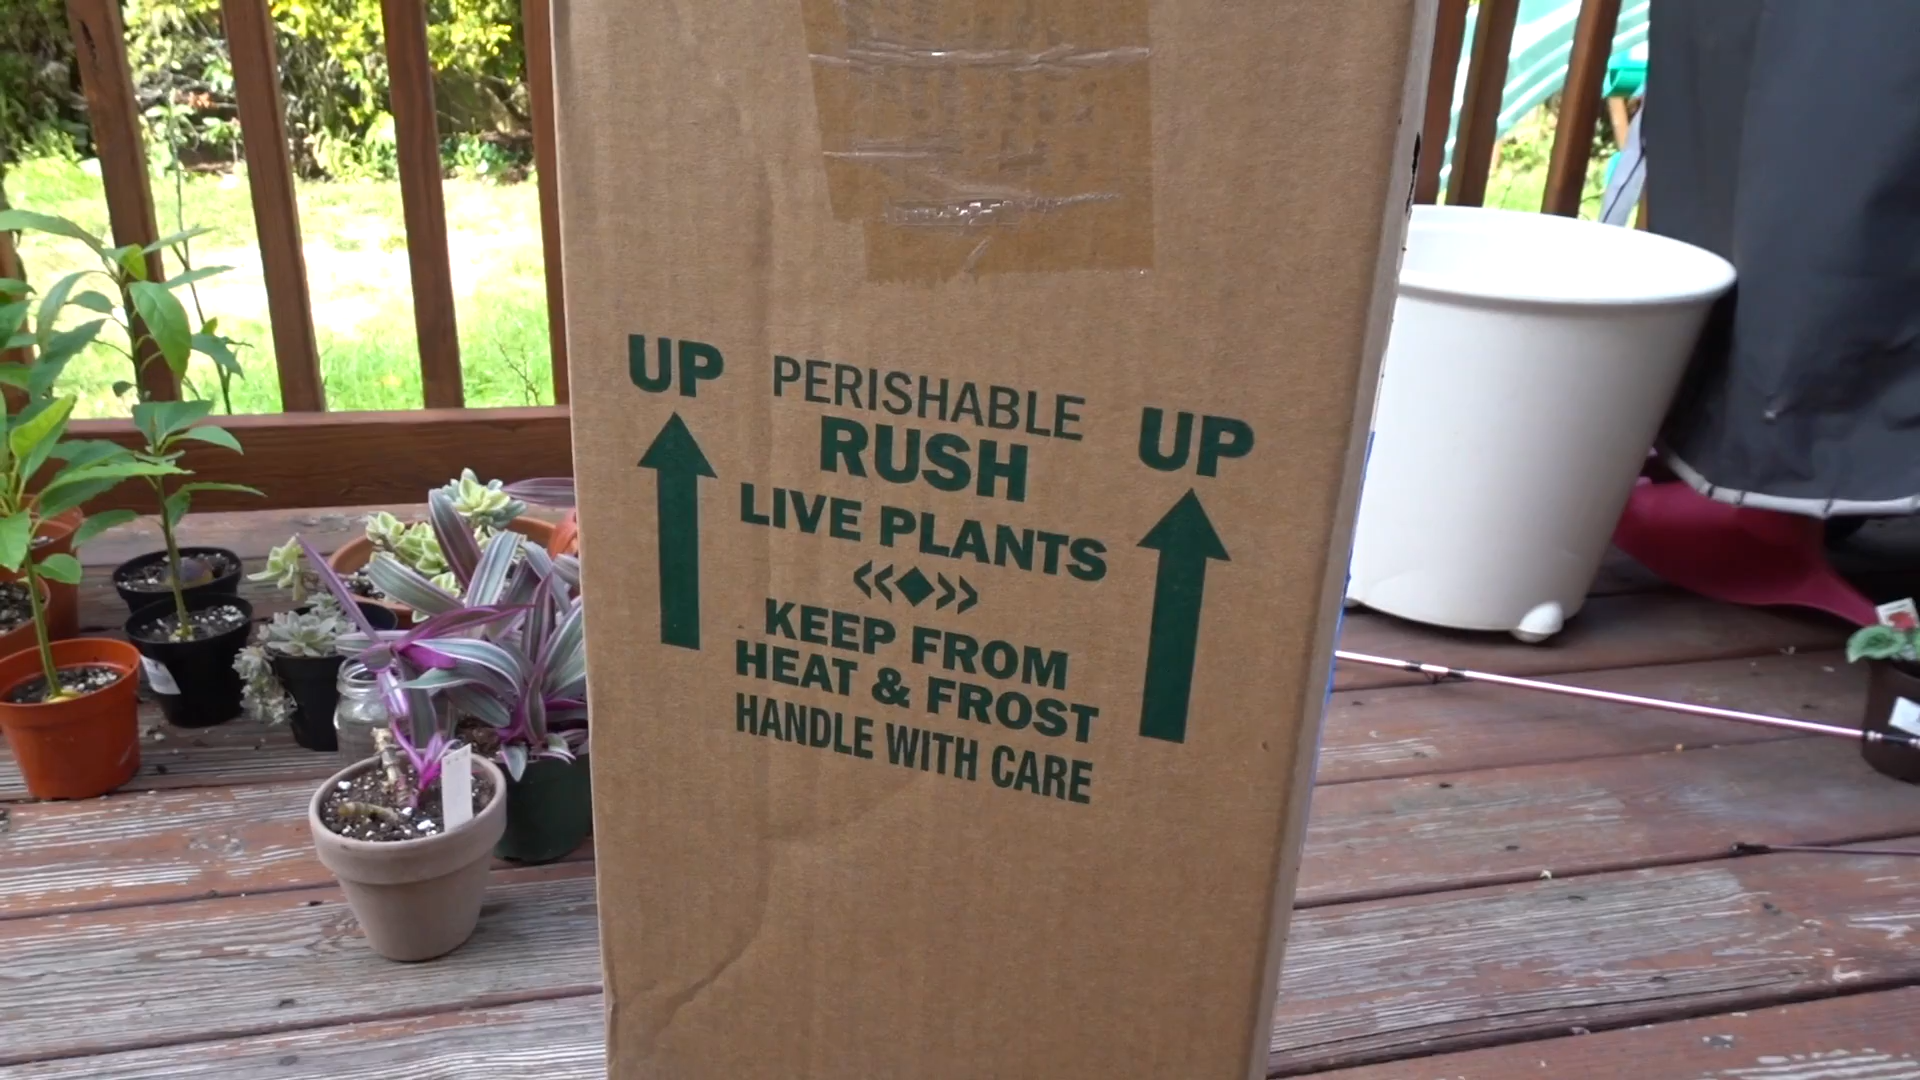 UP
PERISHABLE
UP
RUSH
LIVE PLANTS
KEEP FROM
HEAT & FROST
HANDLE WITH CARE